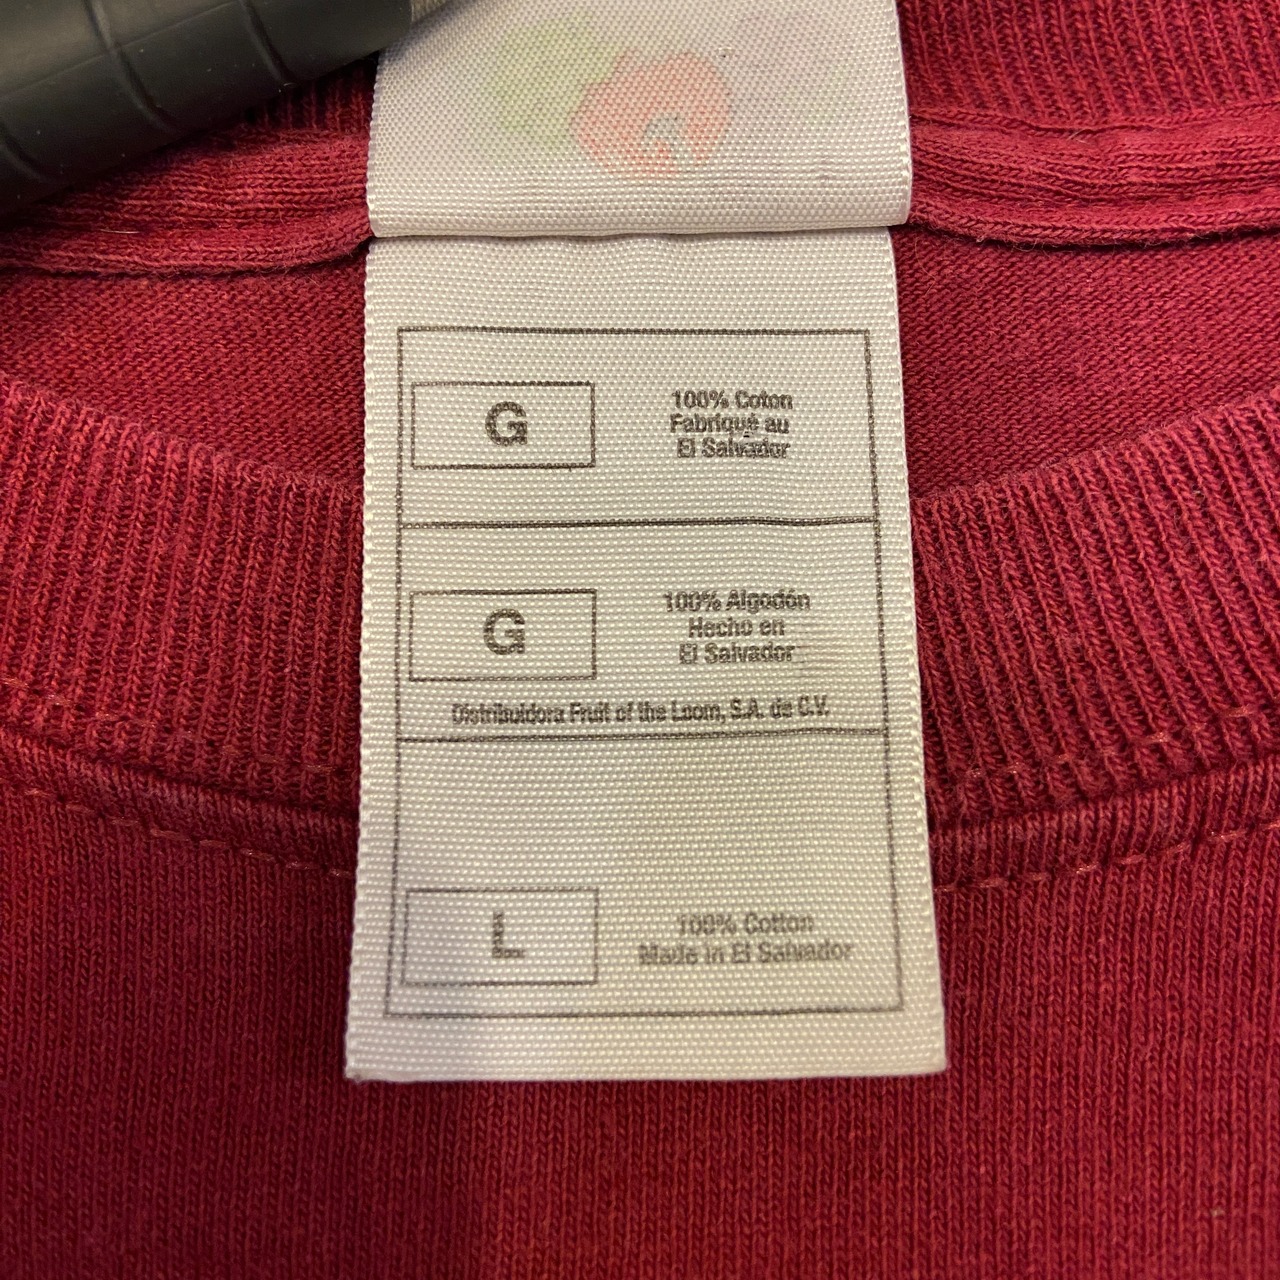 G
100% Coton
Fabriqué au
El Salvador
G
100% Algodón
Hecho en
El Salvador
Distribuidora Fruit of the Loom, S.A. de C.V.
L
100% Cotton
Made in El Salvador